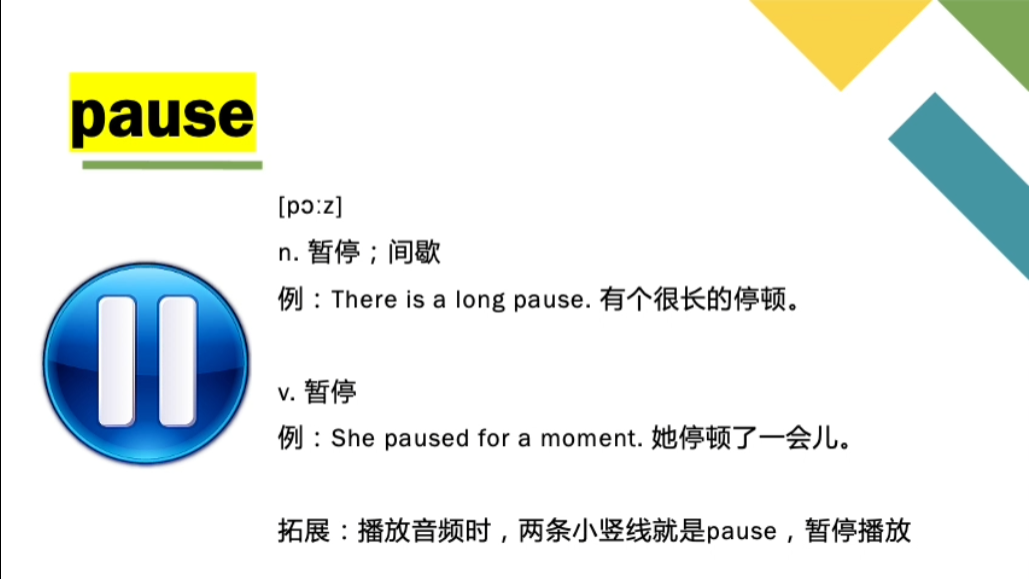 pause
[pɔːz]
n. 暂停；间歇
例：There is a long pause. 有个很长的停顿。
v. 暂停
例：She paused for a moment. 她停顿了一会儿。
拓展：播放音频时，两条小竖线就是pause，暂停播放